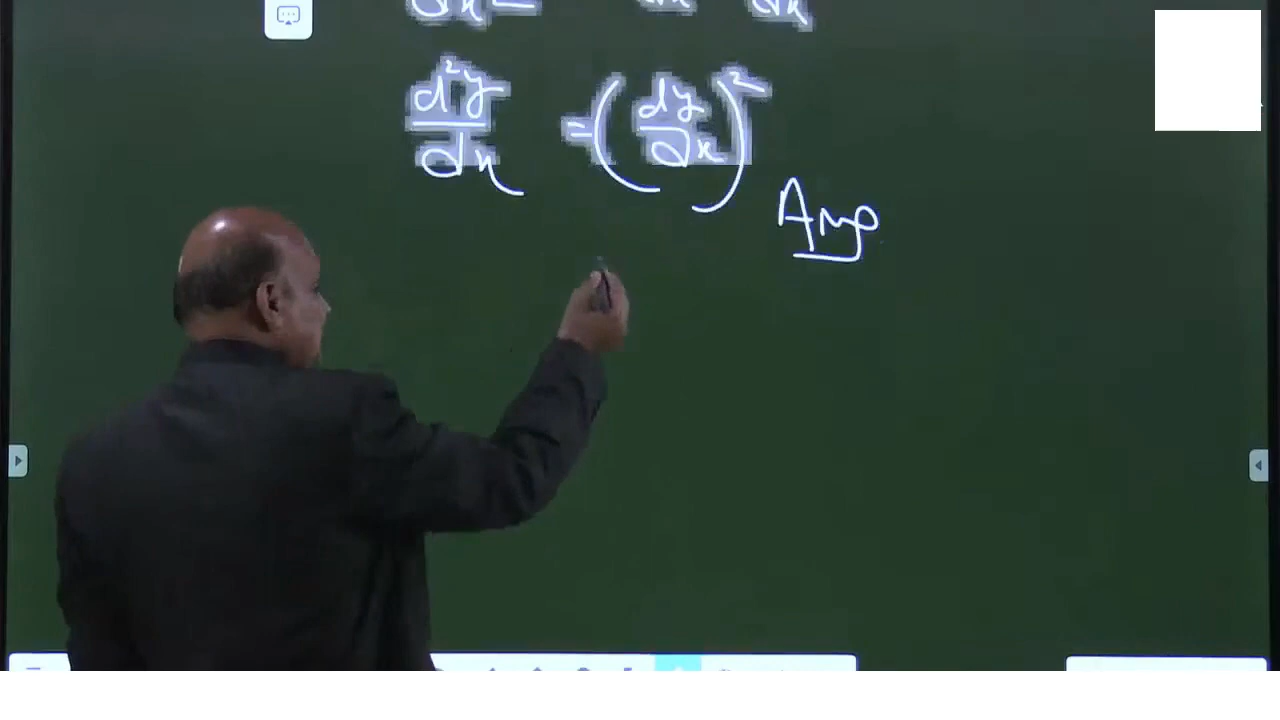 d²y/dx = (dy/dx)²
Ans